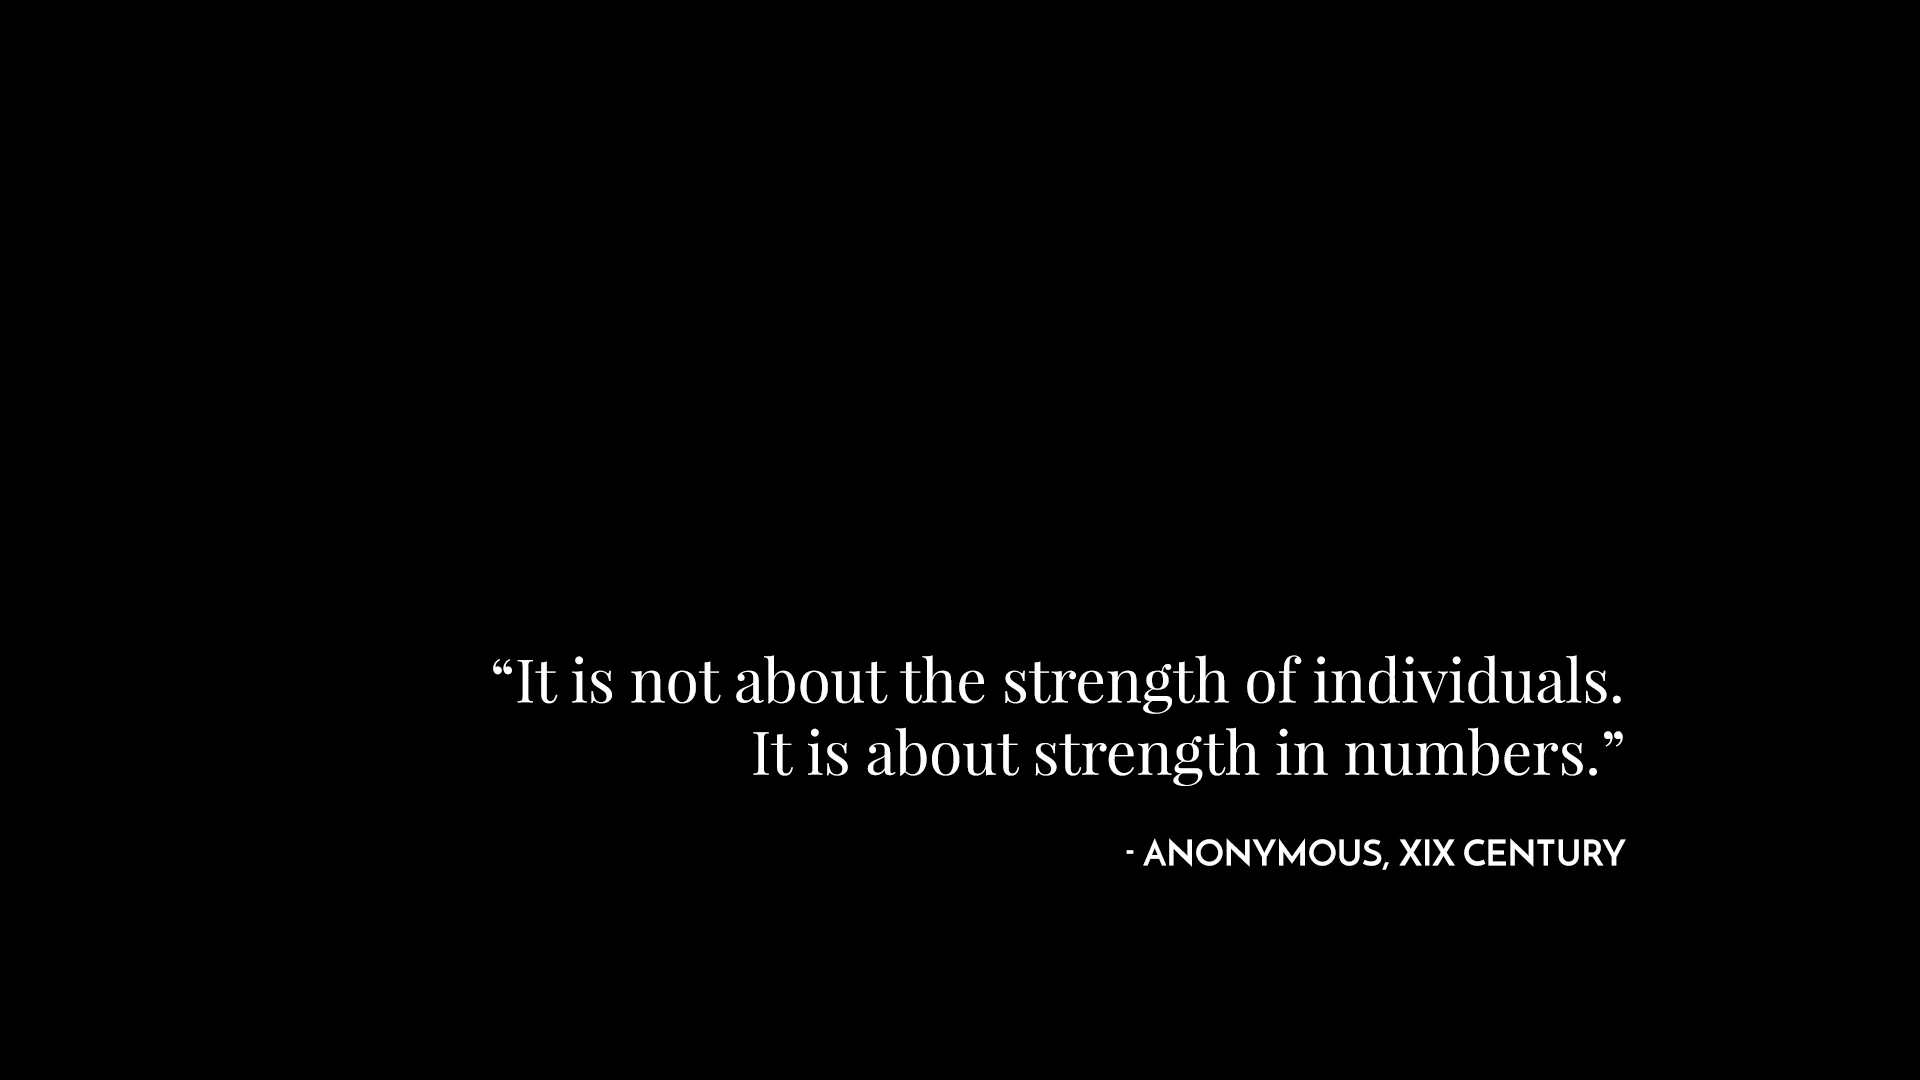 “It is not about the strength of individuals.
It is about strength in numbers.”
- ANONYMOUS, XIX CENTURY